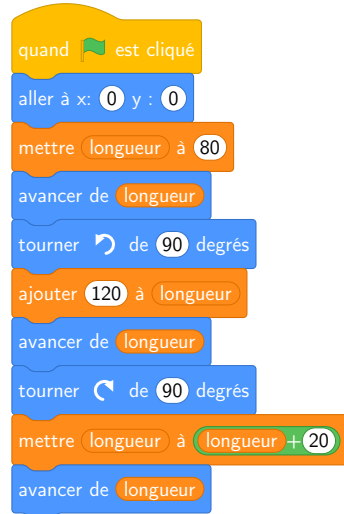 quand est cliqué
aller à x: 0 y : 0
mettre longueur à 80
avancer de longueur
tourner de 90 degrés
ajouter 120 à longueur
avancer de longueur
tourner de 90 degrés
mettre longueur à longueur + 20
avancer de longueur